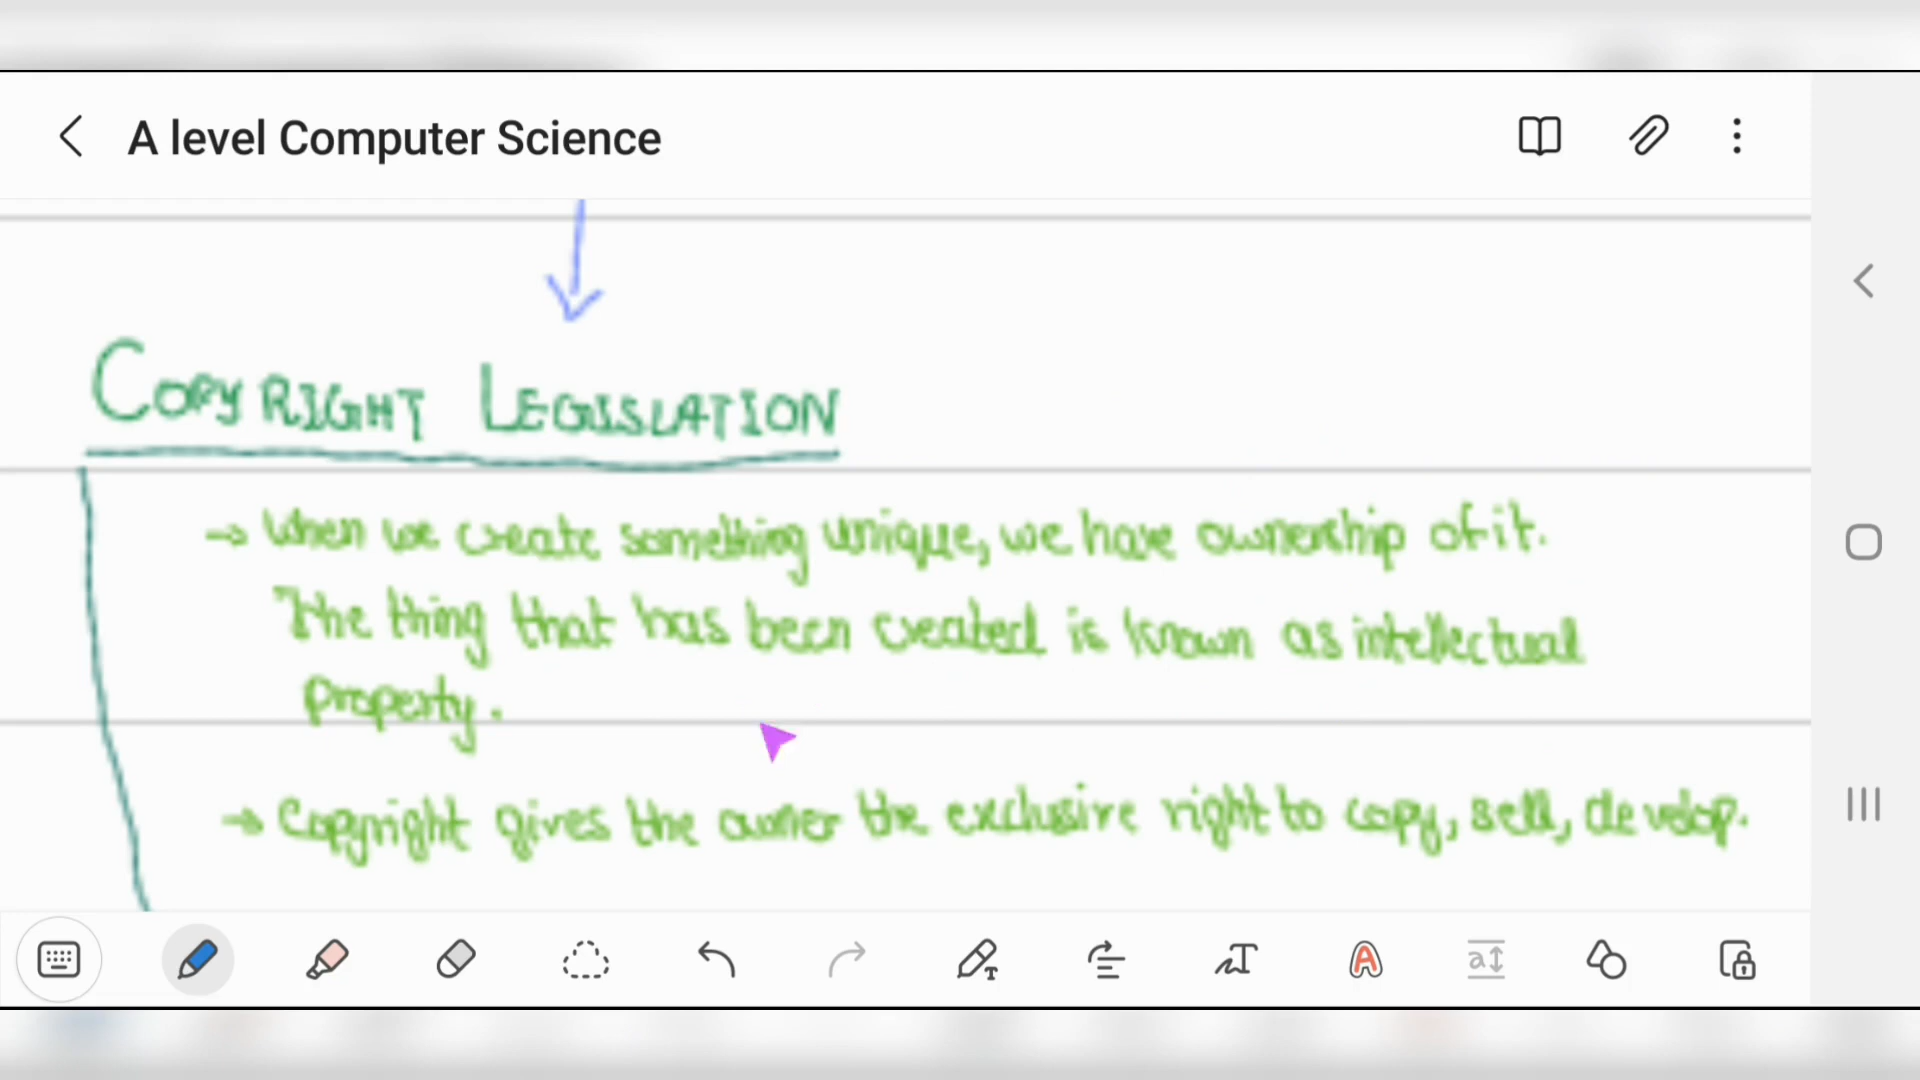 A level Computer Science
COPYRIGHT LEGISLATION
→ When we create something unique, we have ownership of it.
The thing that has been created is known as intellectual
property.
→ Copyright gives the owner the exclusive right to copy, sell, develop.